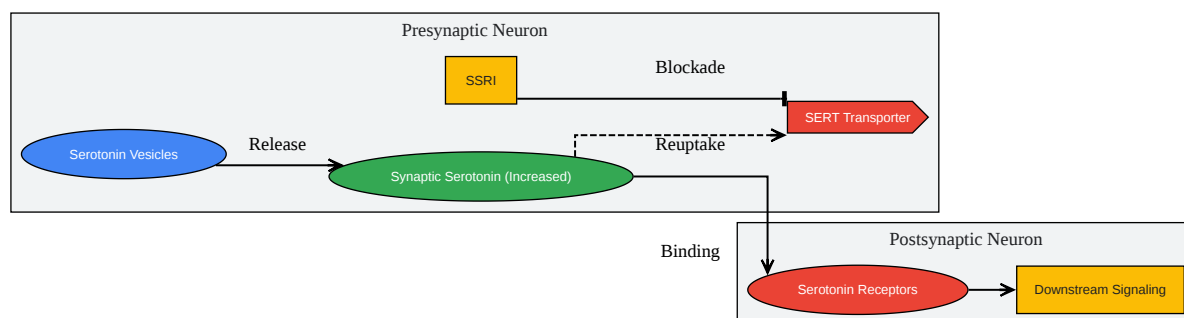 Presynaptic Neuron
SSRI
Blockade
SERT Transporter
Serotonin Vesicles
Release
Reuptake
Synaptic Serotonin (Increased)
Postsynaptic Neuron
Binding
Serotonin Receptors
Downstream Signaling